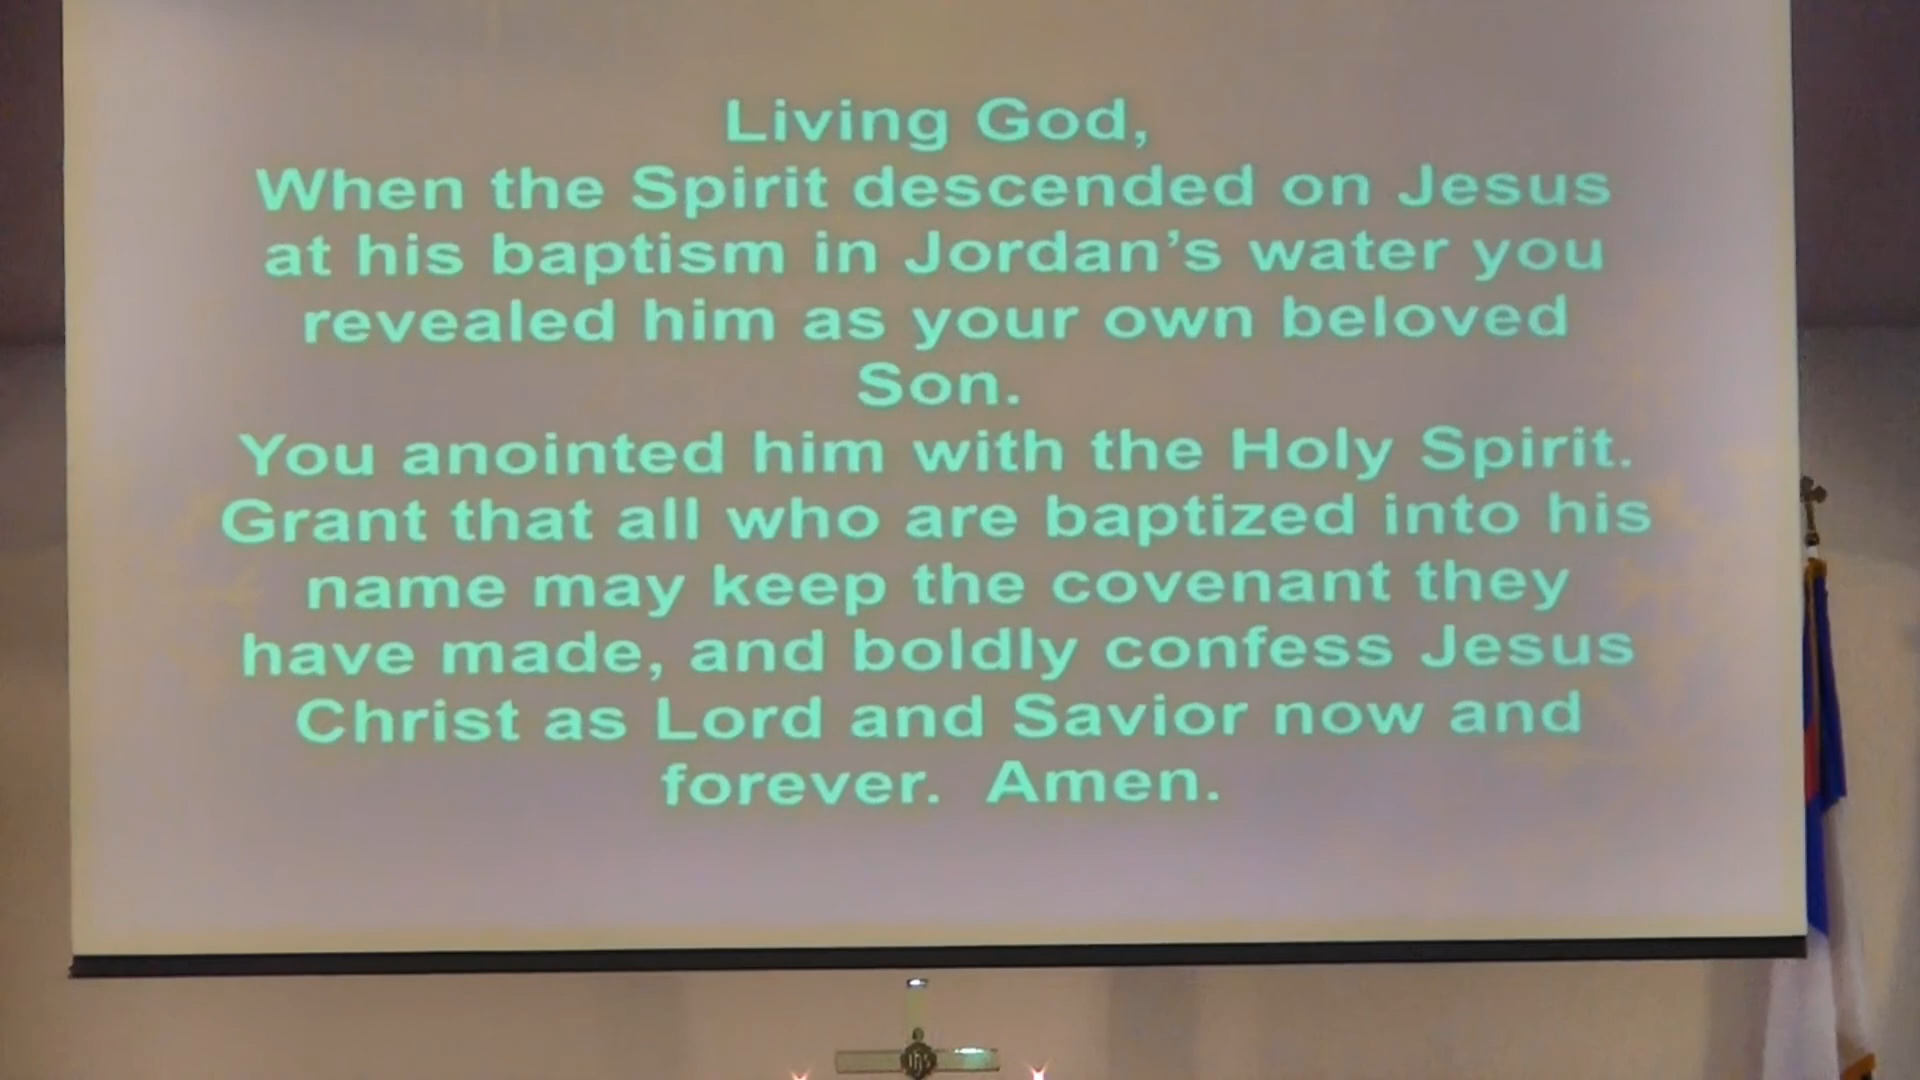 Living God,
When the Spirit descended on Jesus
at his baptism in Jordan’s water you
revealed him as your own beloved
Son.
You anointed him with the Holy Spirit.
Grant that all who are baptized into his
name may keep the covenant they
have made, and boldly confess Jesus
Christ as Lord and Savior now and
forever.  Amen.
IHS